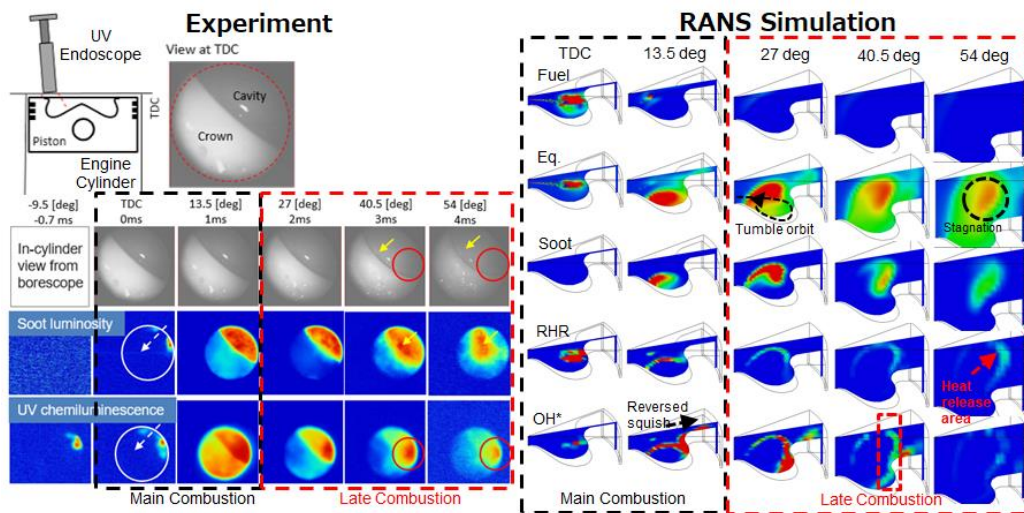 Experiment
UV
Endoscope
View at TDC
TDC
Cavity
Crown
Piston
Engine
Cylinder
-9.5 [deg]
-0.7 ms
TDC
0ms
13.5 [deg]
1ms
27 [deg]
2ms
40.5 [deg]
3ms
54 [deg]
4ms
In-cylinder
view from
borescope
Soot luminosity
UV chemiluminescence
Main Combustion
Late Combustion
RANS Simulation
TDC
13.5 deg
27 deg
40.5 deg
54 deg
Fuel
Eq.
Tumble orbit
Stagnation
Soot
RHR
Heat
release
area
OH*
Reversed
squish
Main Combustion
Late Combustion